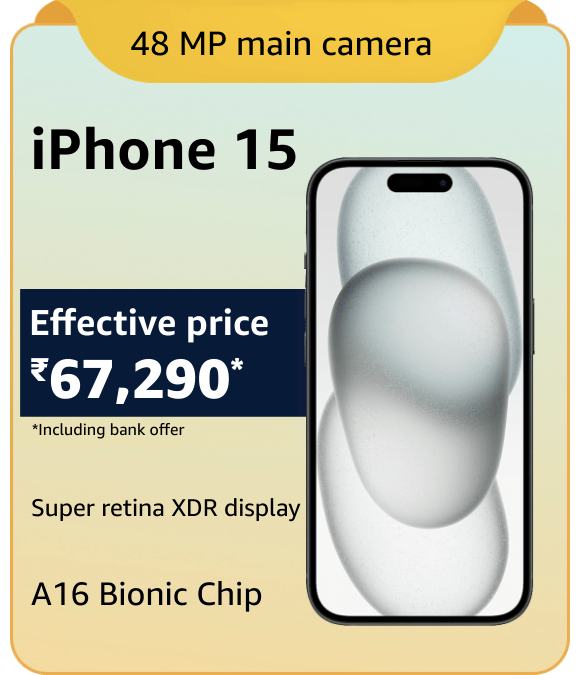 48 MP main camera
iPhone 15
Effective price
₹67,290*
*Including bank offer
Super retina XDR display
A16 Bionic Chip